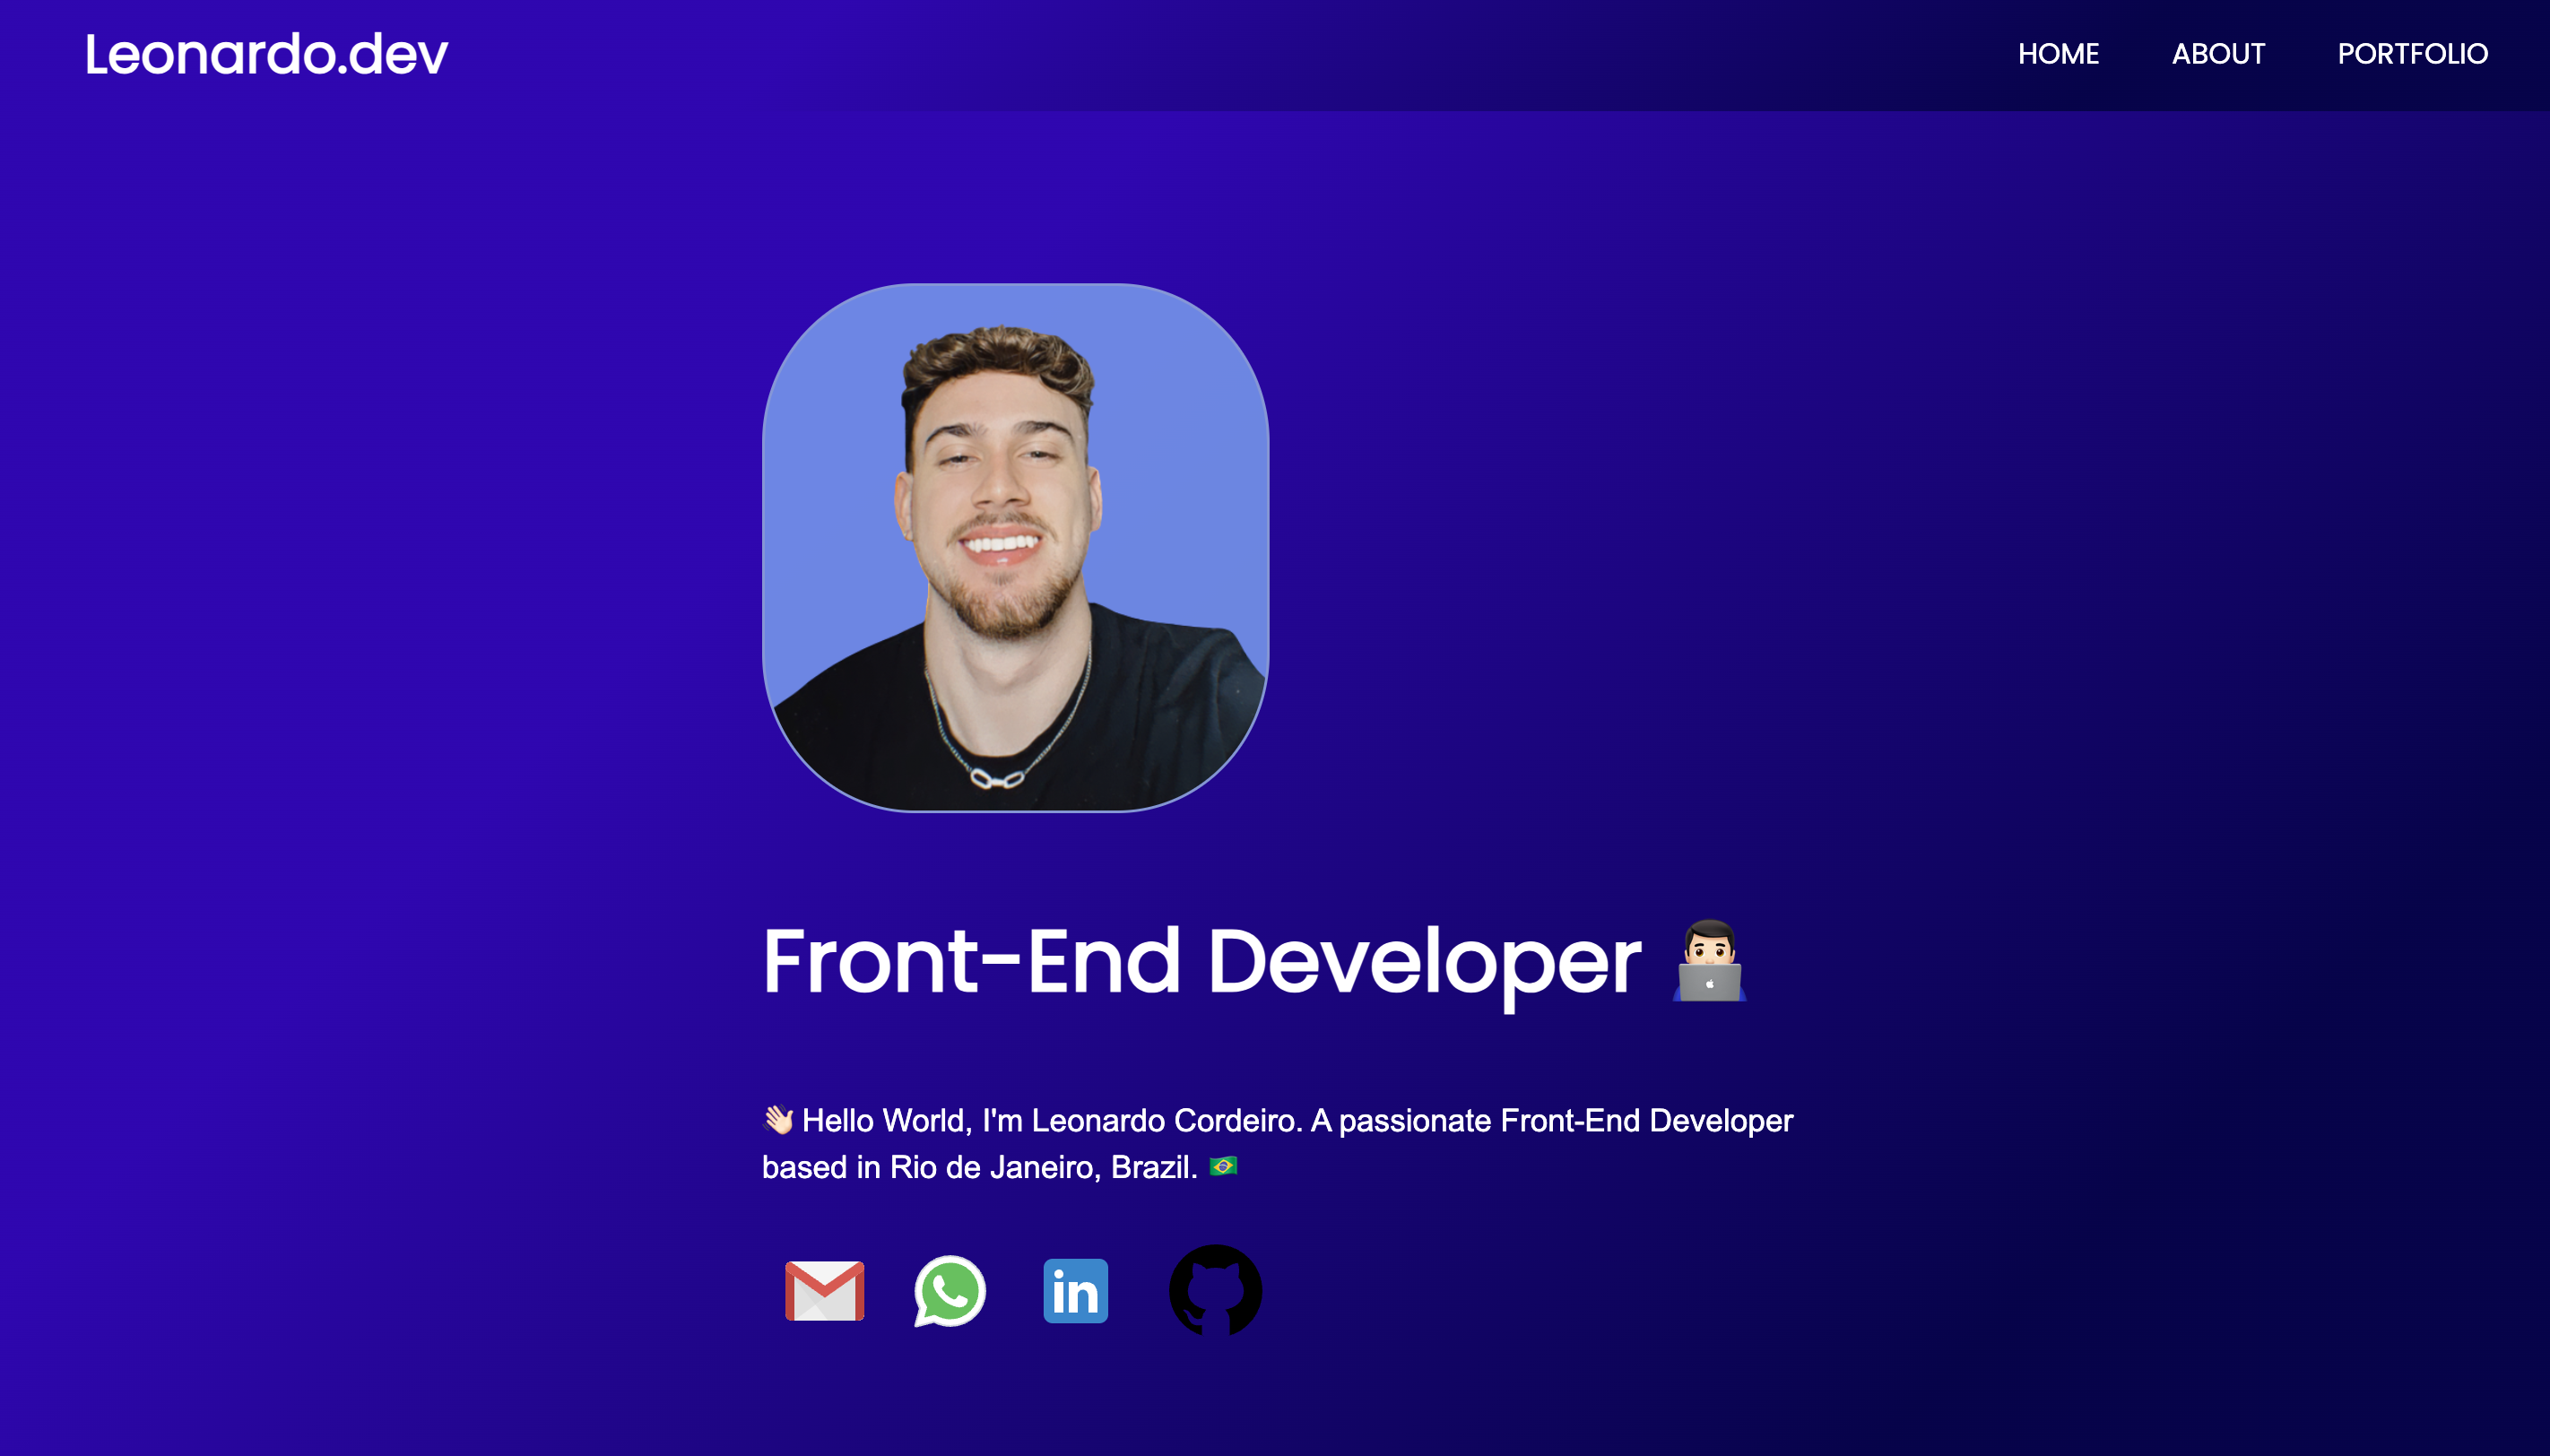 Leonardo.dev
HOME ABOUT PORTFOLIO
Front-End Developer 👨🏻‍💻
👋🏻 Hello World, I'm Leonardo Cordeiro. A passionate Front-End Developer
based in Rio de Janeiro, Brazil. 🇧🇷
in